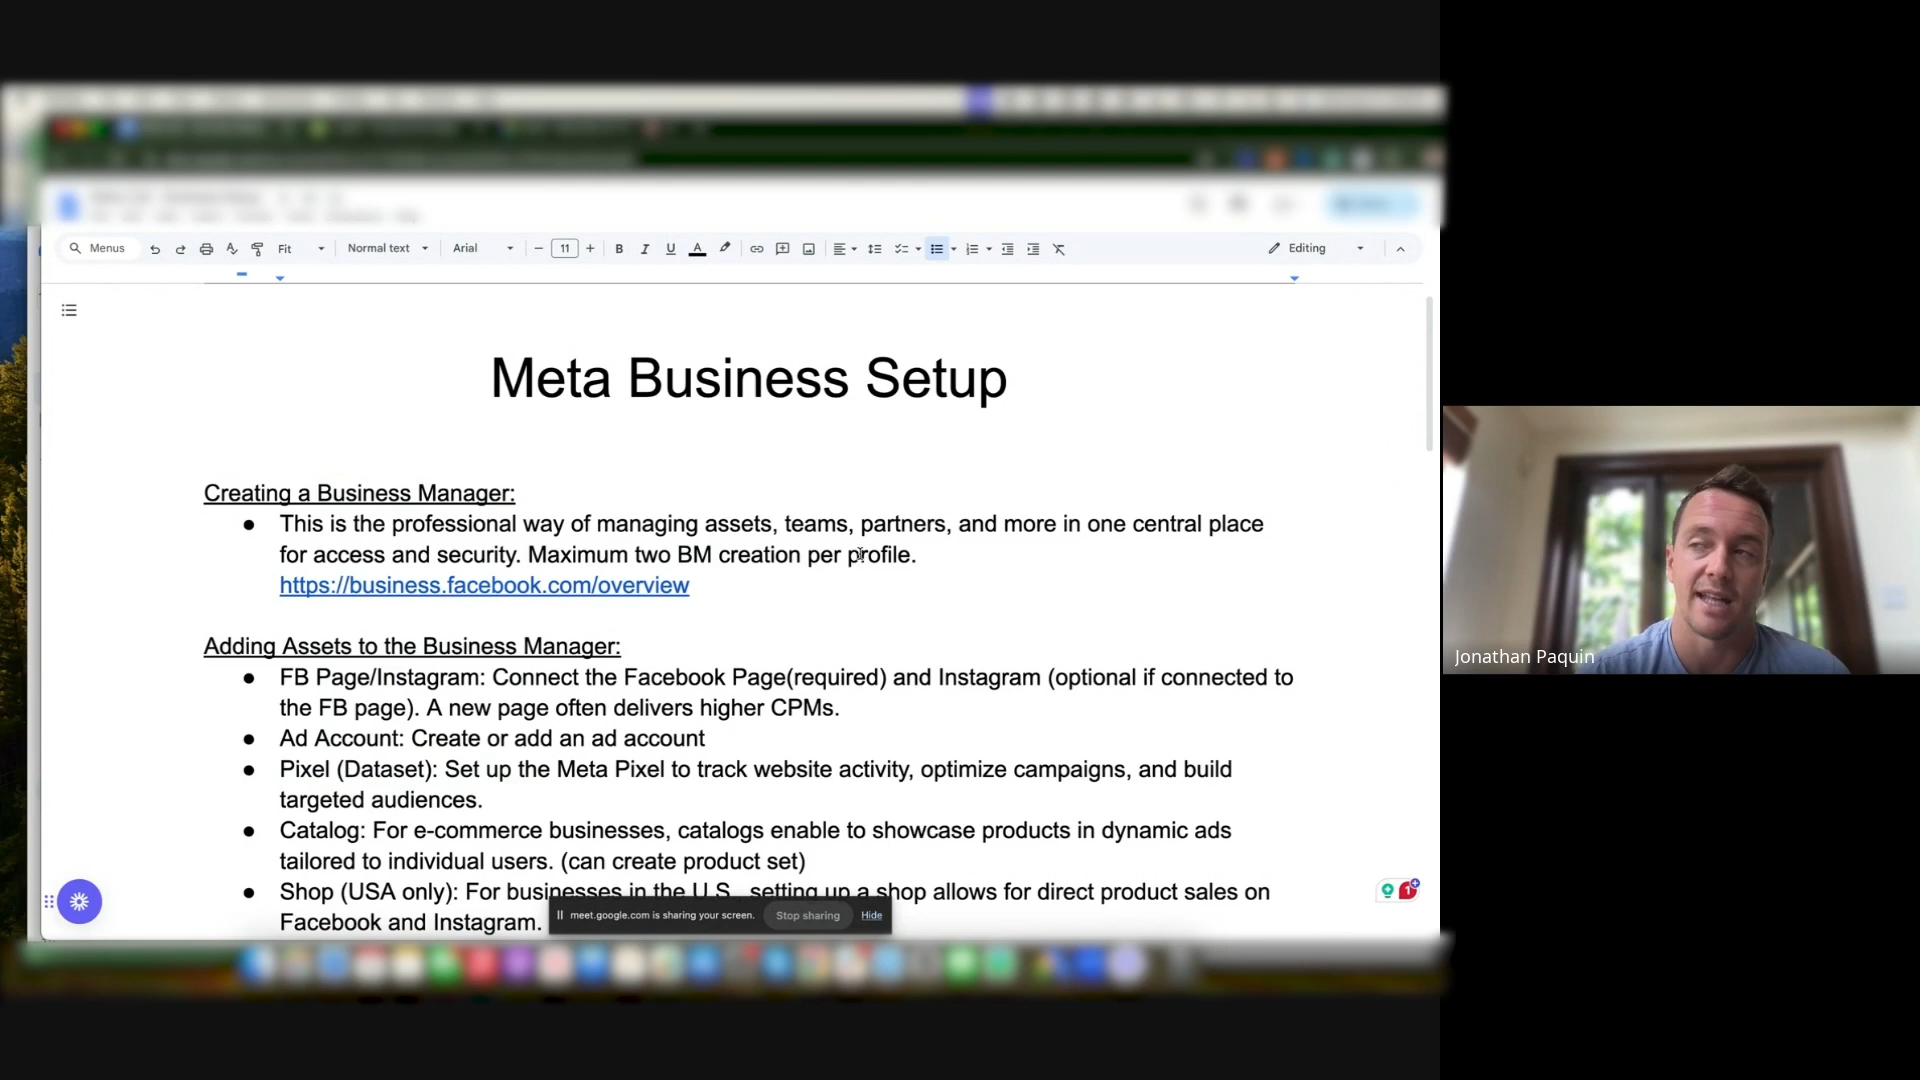 Menus
Fit
Normal text
Arial
11
Editing
Meta Business Setup
Creating a Business Manager:
● This is the professional way of managing assets, teams, partners, and more in one central place
for access and security. Maximum two BM creation per profile.
https://business.facebook.com/overview
Adding Assets to the Business Manager:
● FB Page/Instagram: Connect the Facebook Page(required) and Instagram (optional if connected to
the FB page). A new page often delivers higher CPMs.
● Ad Account: Create or add an ad account
● Pixel (Dataset): Set up the Meta Pixel to track website activity, optimize campaigns, and build
targeted audiences.
● Catalog: For e-commerce businesses, catalogs enable to showcase products in dynamic ads
tailored to individual users. (can create product set)
● Shop (USA only): For businesses in the U.S., setting up a shop allows for direct product sales on
Facebook and Instagram.
meet.google.com is sharing your screen.
Stop sharing
Hide
1
Jonathan Paquin